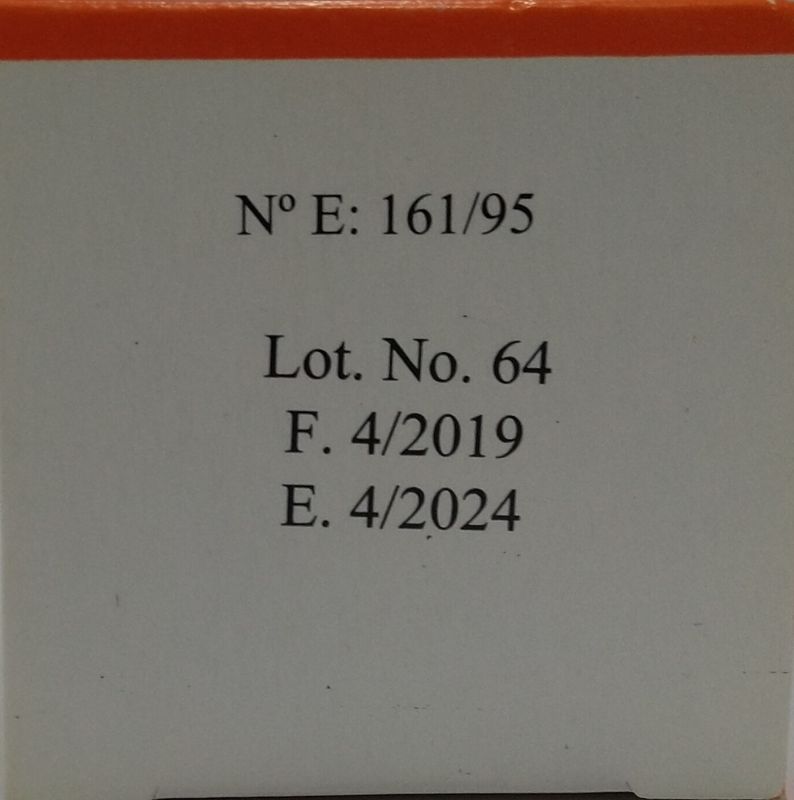 Nº E: 161/95
Lot. No. 64
F. 4/2019
E. 4/2024